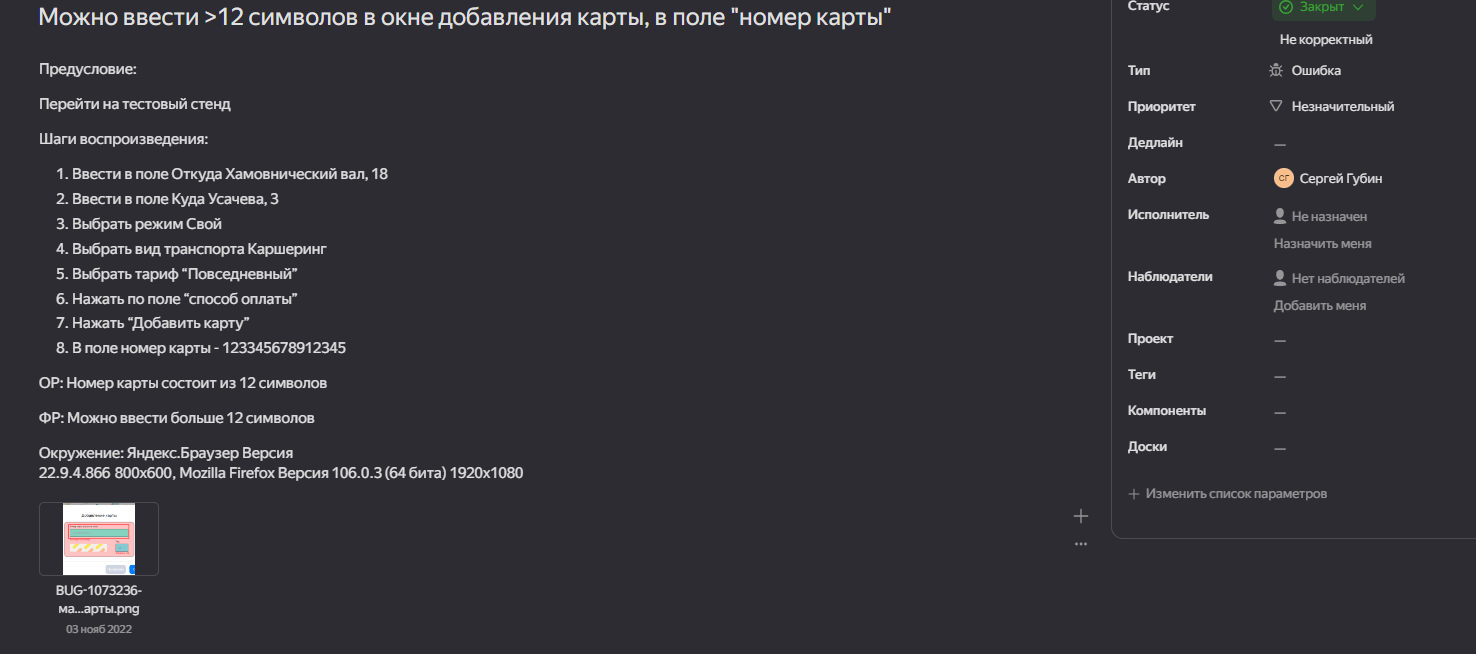 Можно ввести >12 символов в окне добавления карты, в поле "номер карты"
Предусловие:
Перейти на тестовый стенд
Шаги воспроизведения:
1. Ввести в поле Откуда Хамовнический вал, 18
2. Ввести в поле Куда Усачева, 3
3. Выбрать режим Свой
4. Выбрать вид транспорта Каршеринг
5. Выбрать тариф “Повседневный”
6. Нажать по поле “способ оплаты”
7. Нажать “Добавить карту”
8. В поле номер карты - 123345678912345
ОР: Номер карты состоит из 12 символов
ФР: Можно ввести больше 12 символов
Окружение: Яндекс.Браузер Версия
22.9.4.866 800x600, Mozilla Firefox Версия 106.0.3 (64 бита) 1920x1080
Добавление карты
BUG-1073236-
ма...арты.png
03 нояб 2022
Статус
Закрыт
Не корректный
Тип
Ошибка
Приоритет
Незначительный
Дедлайн
—
Автор
СГ Сергей Губин
Исполнитель
Не назначен
Назначить меня
Наблюдатели
Нет наблюдателей
Добавить меня
Проект
—
Теги
—
Компоненты
—
Доски
—
+ Изменить список параметров